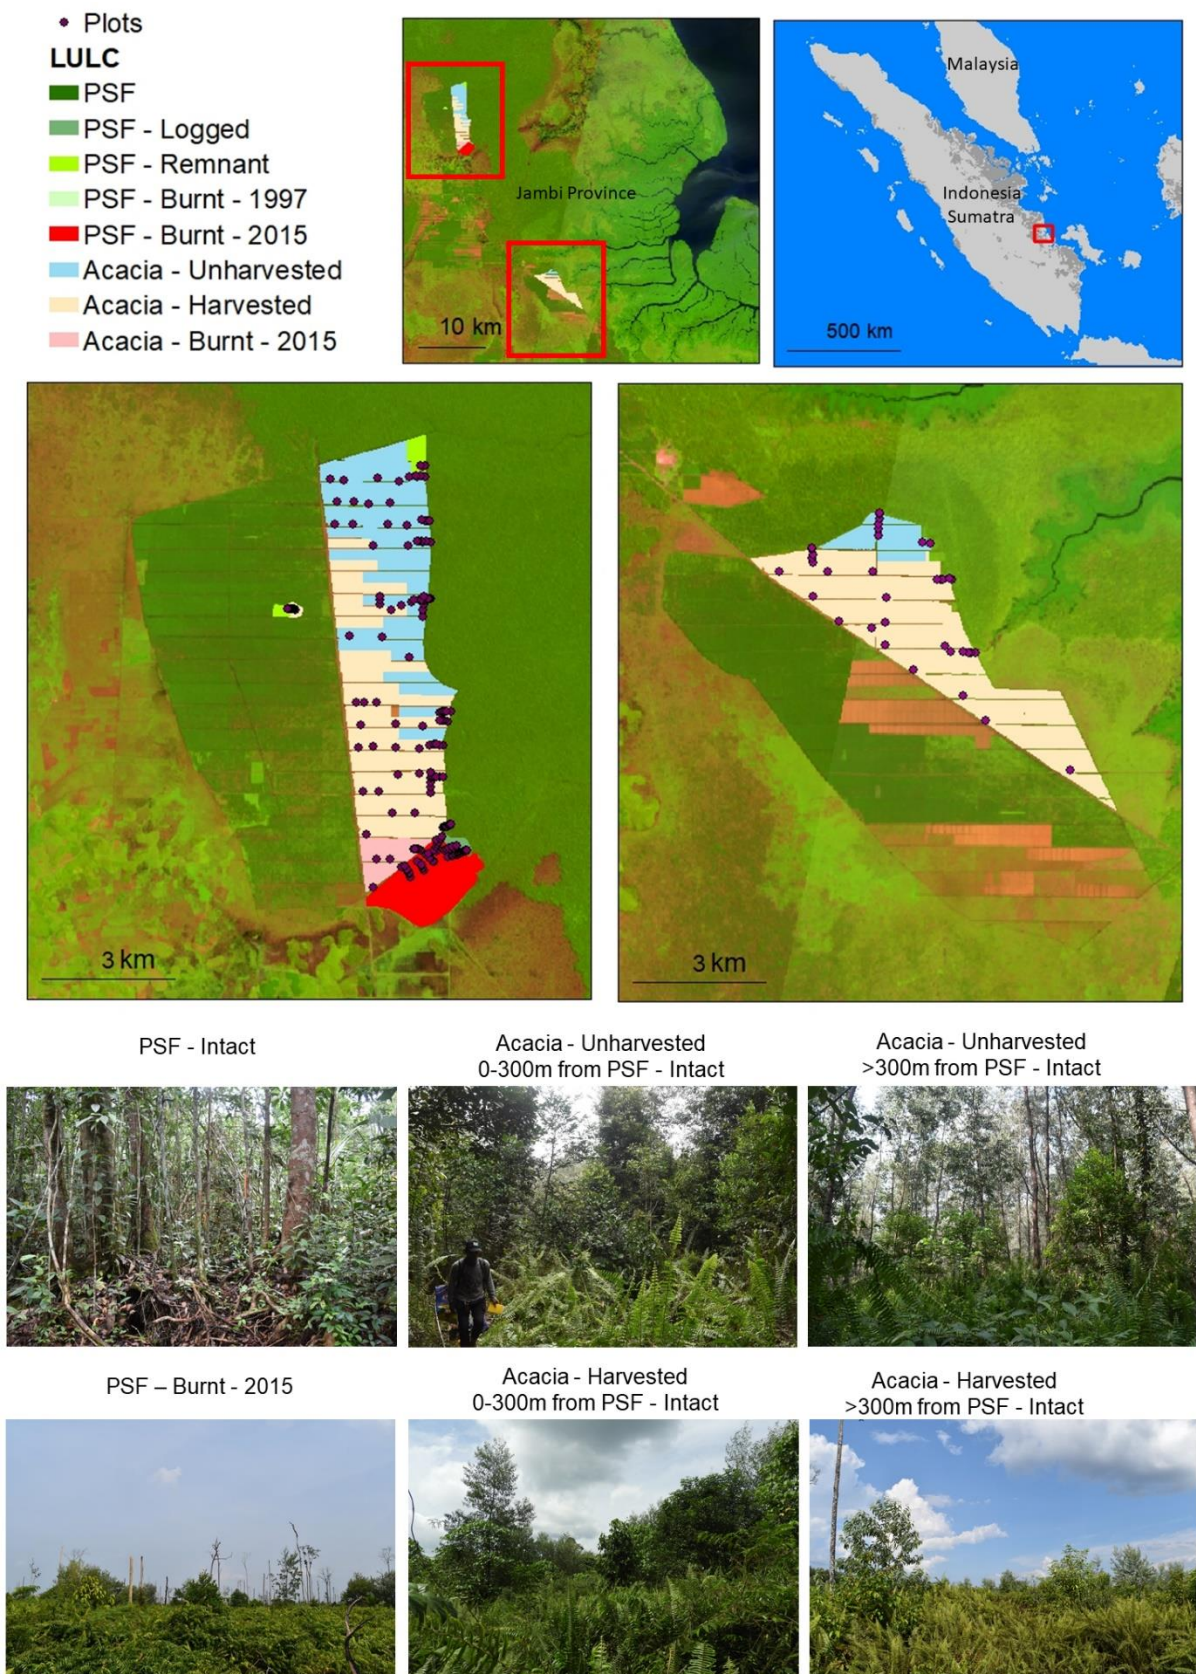 Plots
LULC
PSF
PSF - Logged
PSF - Remnant
PSF - Burnt - 1997
PSF - Burnt - 2015
Acacia - Unharvested
Acacia - Harvested
Acacia - Burnt - 2015
Jambi Province
10 km
Malaysia
Indonesia
Sumatra
500 km
3 km
3 km
PSF - Intact
Acacia - Unharvested
0-300m from PSF - Intact
Acacia - Unharvested
>300m from PSF - Intact
PSF – Burnt - 2015
Acacia - Harvested
0-300m from PSF - Intact
Acacia - Harvested
>300m from PSF - Intact